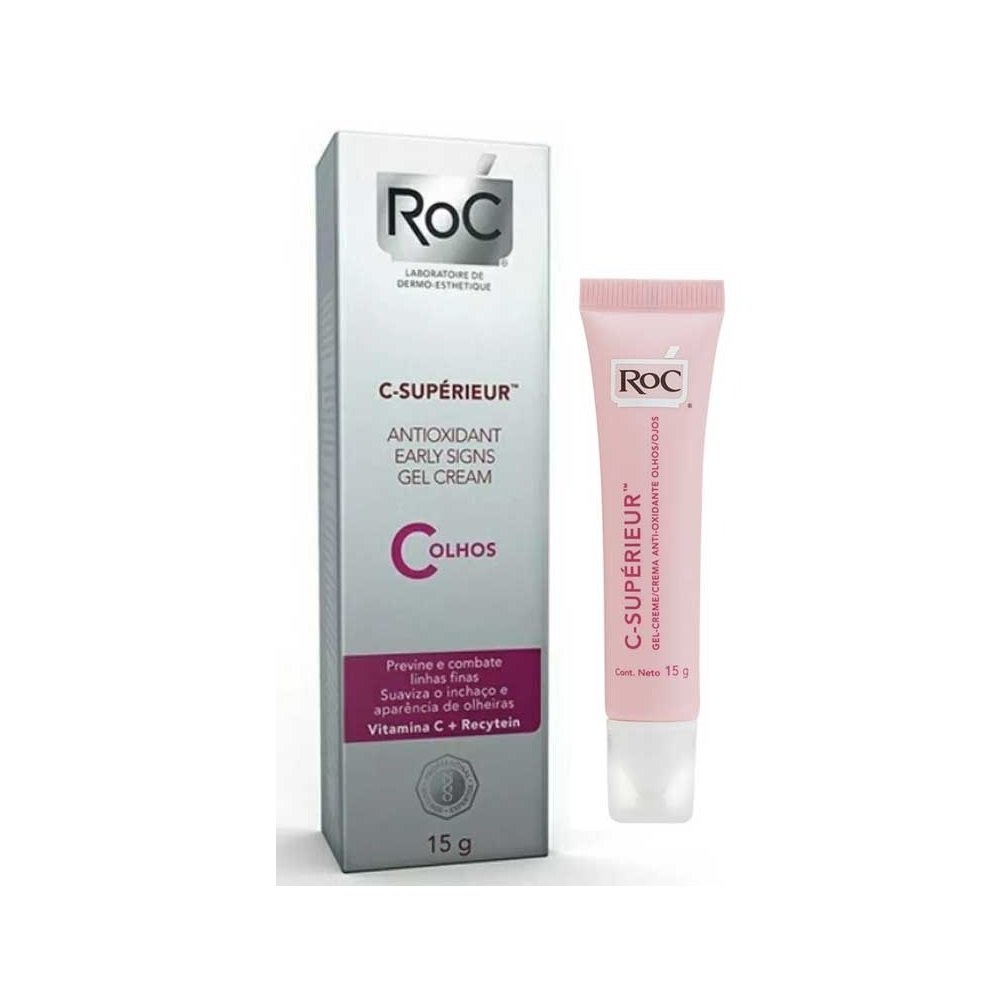 RoC
®
LABORATOIRE DE
DERMO-ESTHETIQUE
C-SUPÉRIEUR™
ANTIOXIDANT
EARLY SIGNS
GEL CREAM
C OLHOS
Previne e combate
linhas finas
Suaviza o inchaço e
aparência de olheiras
Vitamina C + Recytein
15 g
RoC
®
C-SUPÉRIEUR™
GEL-CREME/CREMA ANTI-OXIDANTE OLHOS/OJOS
Cont. Neto 15 g